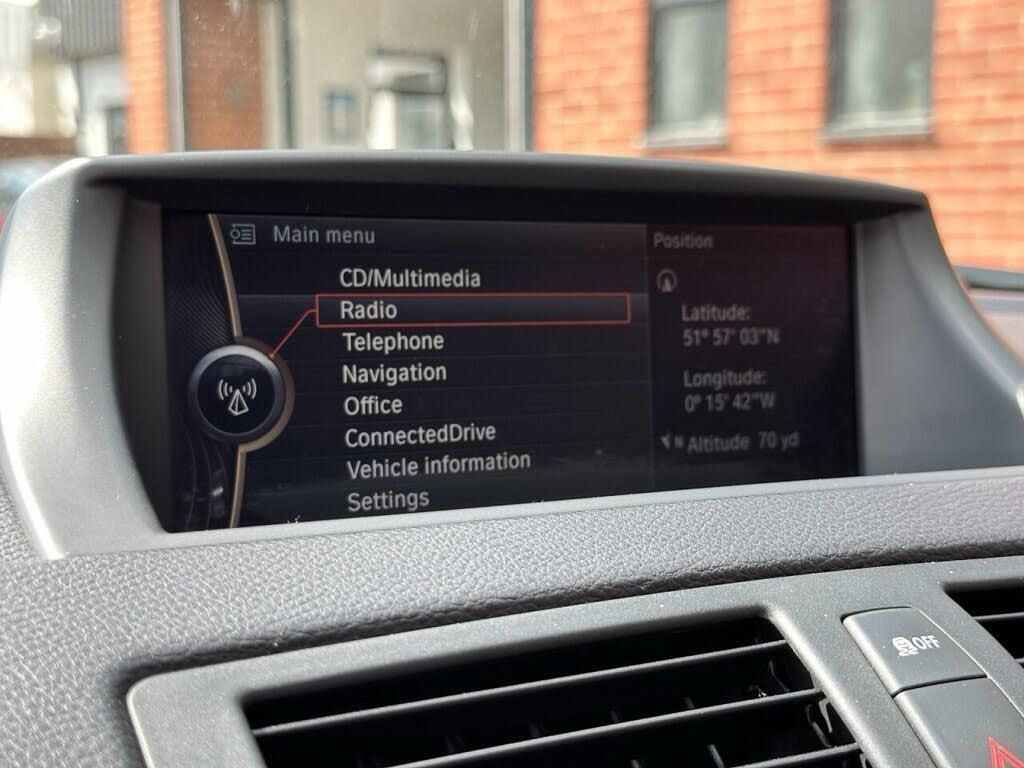 Main menu
CD/Multimedia
Radio
Telephone
Navigation
Office
ConnectedDrive
Vehicle information
Settings
Position
Latitude:
51° 57' 03"N
Longitude:
0° 15' 42"W
N Altitude 70 yd
OFF